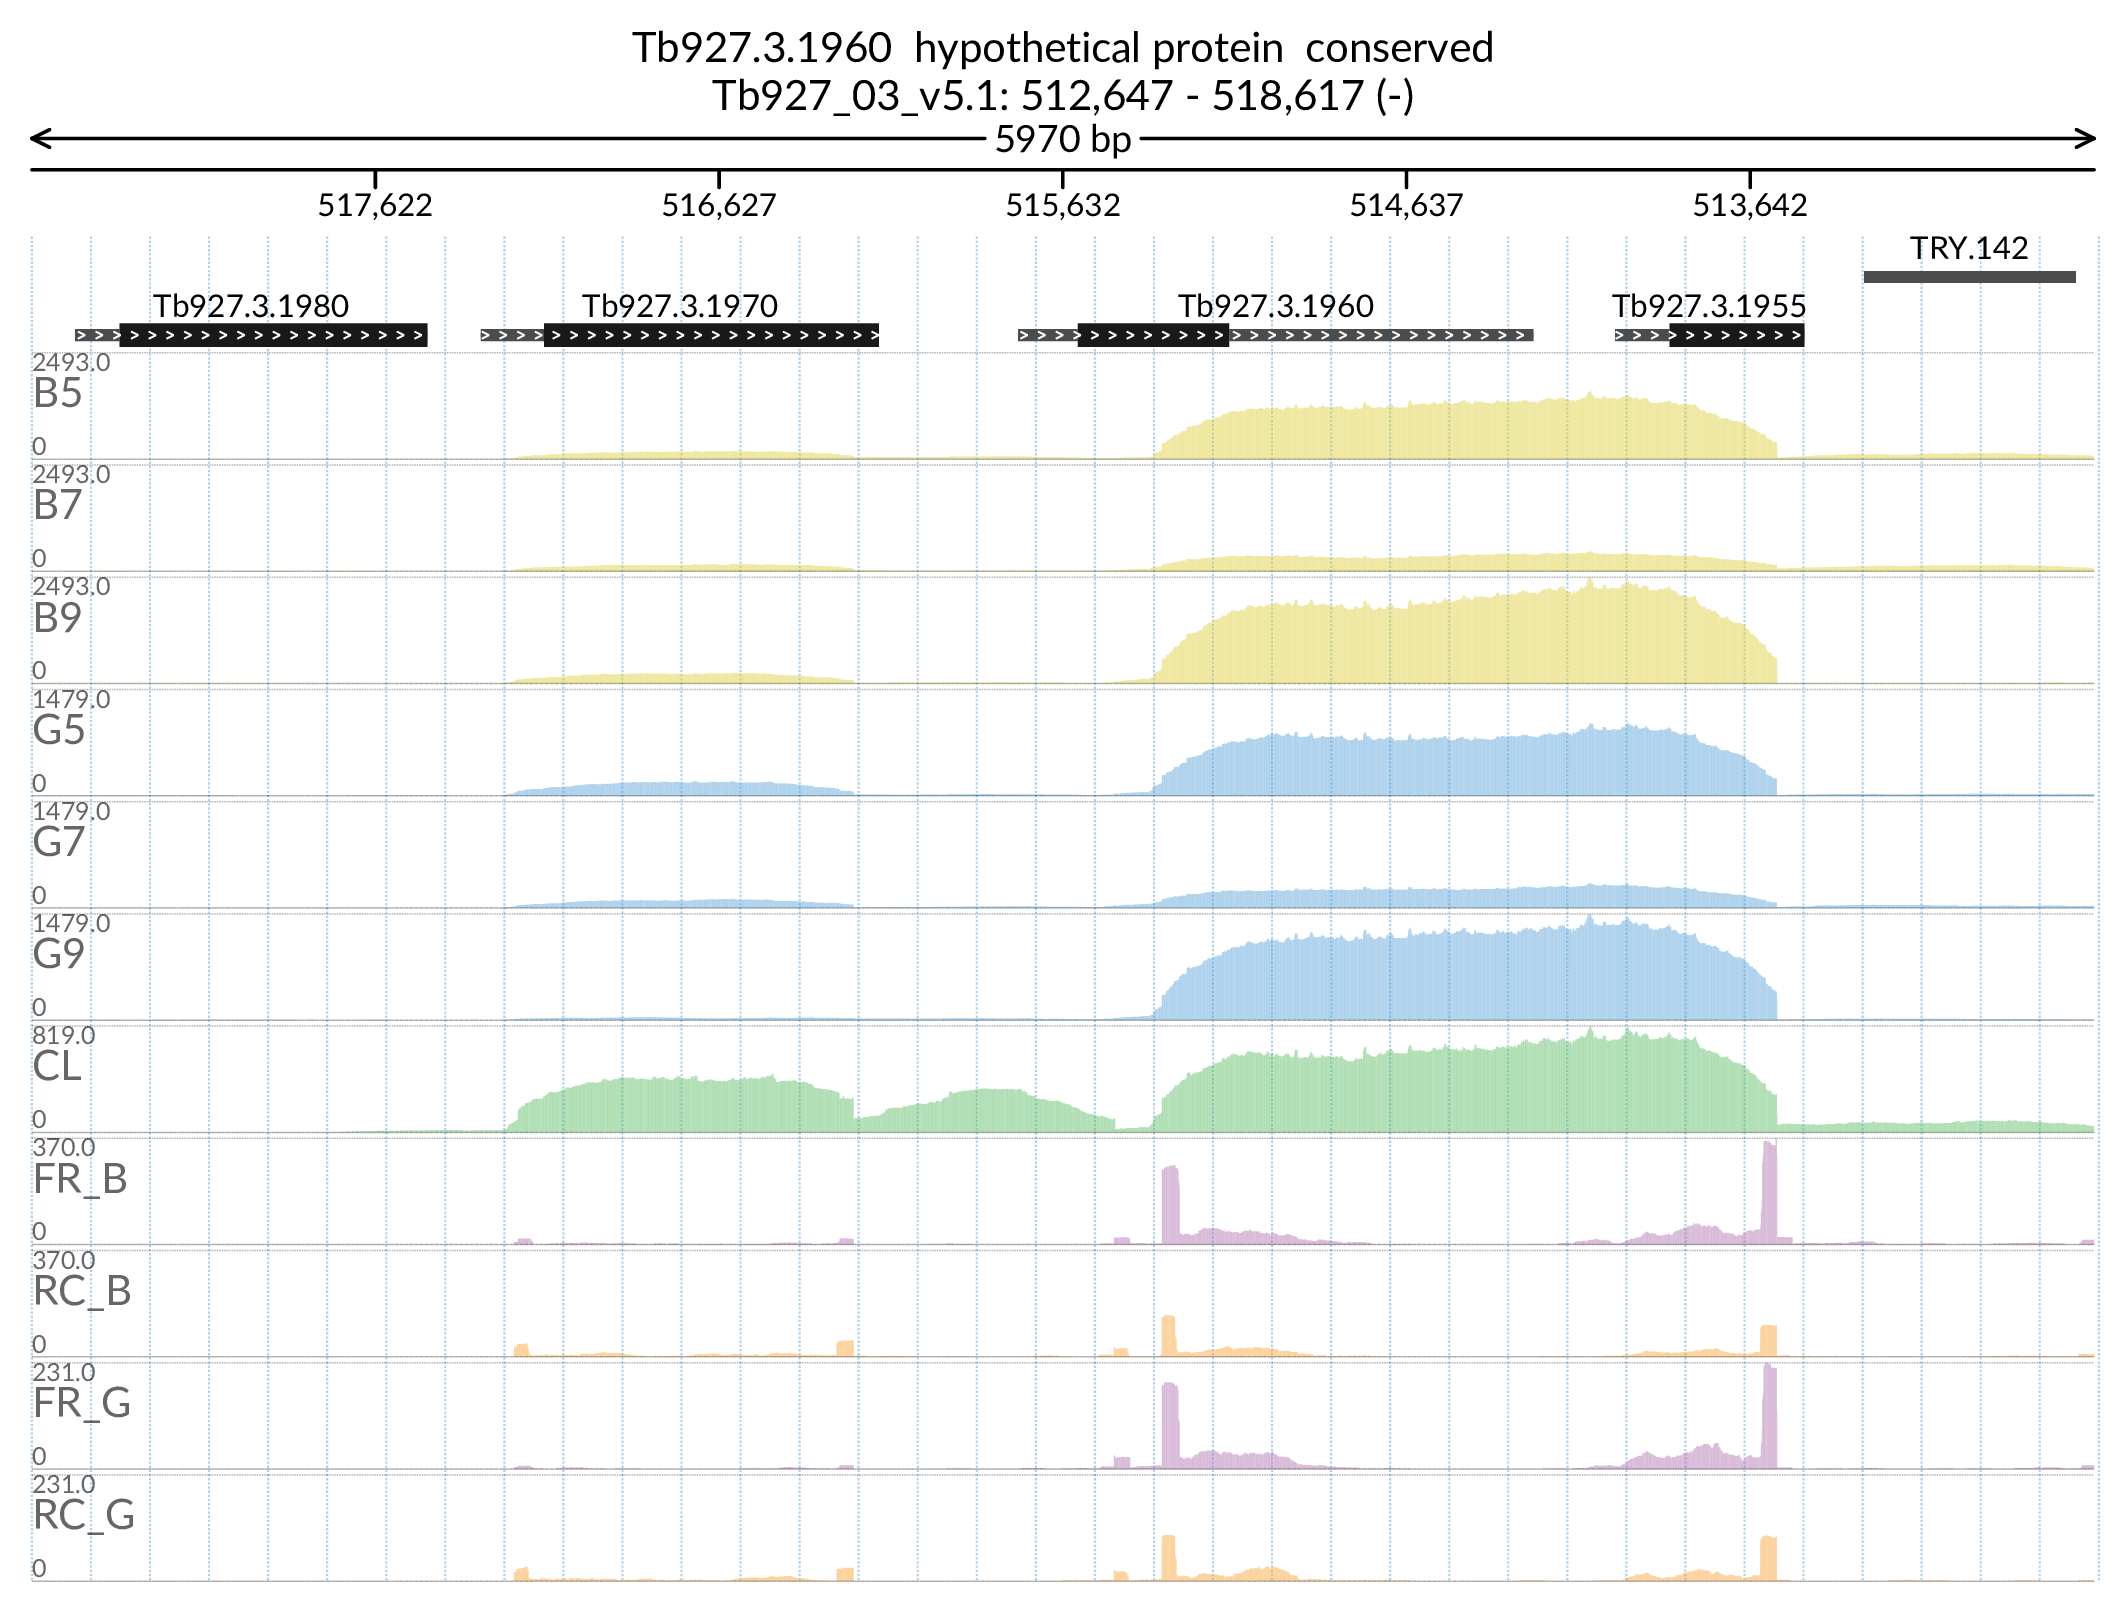 Tb927.3.1960 hypothetical protein conserved
Tb927_03_v5.1: 512,647 - 518,617 (-)
5970 bp
517,622 516,627 515,632 514,637 513,642
TRY.142
Tb927.3.1980 Tb927.3.1970 Tb927.3.1960 Tb927.3.1955
2493.0
B5
0
2493.0
B7
0
2493.0
B9
0
1479.0
G5
0
1479.0
G7
0
1479.0
G9
0
819.0
CL
0
370.0
FR_B
0
370.0
RC_B
0
231.0
FR_G
0
231.0
RC_G
0